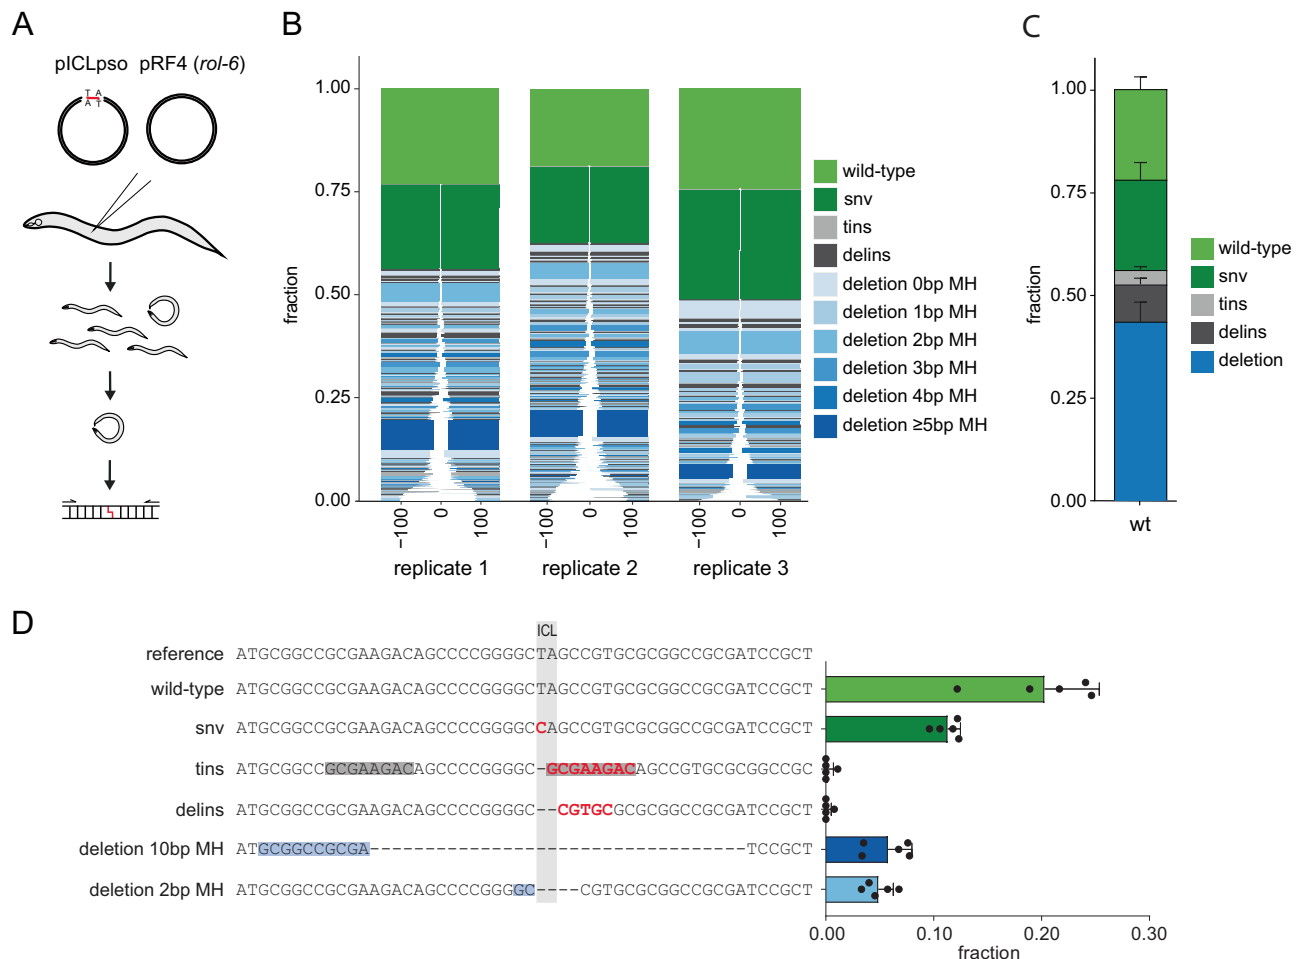 A
pICLpso pRF4 (rol-6)
T A
A T
B
1.00
0.75
0.50
0.25
0.00
fraction
−100
0
100
replicate 1
−100
0
100
replicate 2
−100
0
100
replicate 3
wild-type
snv
tins
delins
deletion 0bp MH
deletion 1bp MH
deletion 2bp MH
deletion 3bp MH
deletion 4bp MH
deletion ≥5bp MH
C
1.00
0.75
0.50
0.25
0.00
fraction
wt
wild-type
snv
tins
delins
deletion
D
ICL
reference ATGCGGCCGCGAAGACAGCCCCGGGGCTAGCCGTGCGCGGCCGCGATCCGCT
wild-type ATGCGGCCGCGAAGACAGCCCCGGGGCTAGCCGTGCGCGGCCGCGATCCGCT
snv ATGCGGCCGCGAAGACAGCCCCGGGGCCAGCCGTGCGCGGCCGCGATCCGCT
tins ATGCGGCCGCGAAGACAGCCCCGGGGC–GCGAAGACAGCCGTGCGCGGCCGC
delins ATGCGGCCGCGAAGACAGCCCCGGGGC––CGTGCGCGCGGCCGCGATCCGCT
deletion 10bp MH ATGCGGCCGCGA––––––––––––––––––––––––––––––––––TCCGCT
deletion 2bp MH ATGCGGCCGCGAAGACAGCCCCGGGGC––––CGTGCGCGGCCGCGATCCGCT
0.00 0.10 0.20 0.30
fraction